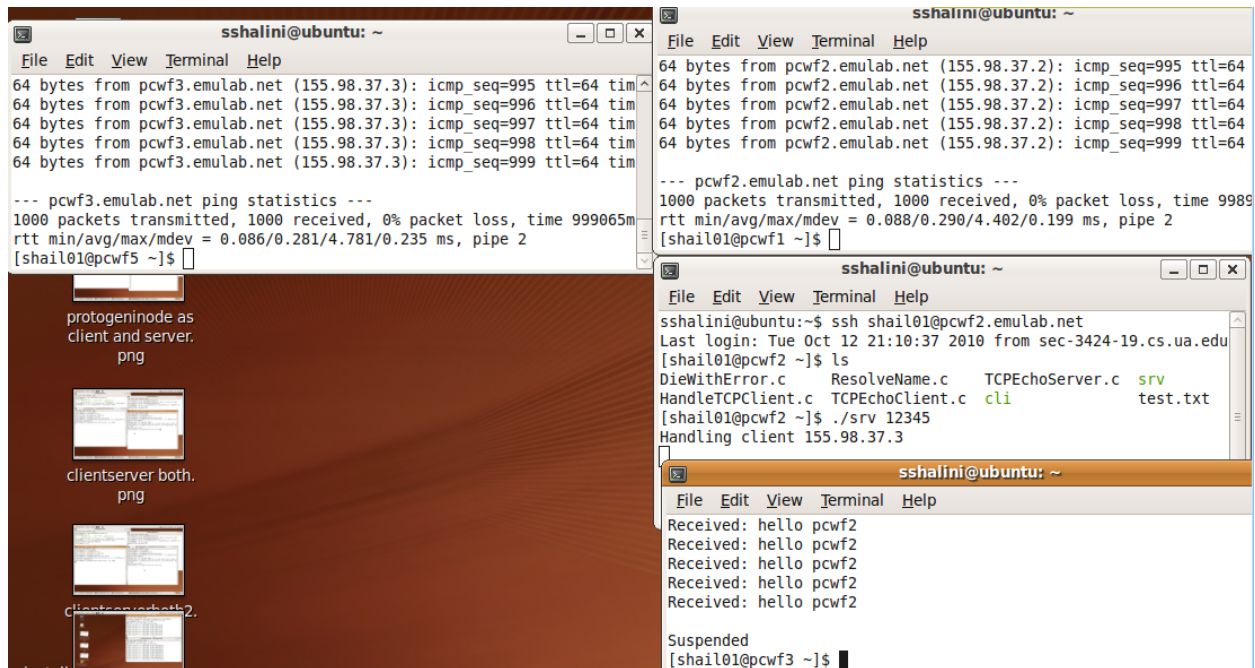 sshalini@ubuntu: ~
File Edit View Terminal Help
64 bytes from pcwf3.emulab.net (155.98.37.3): icmp_seq=995 ttl=64 tim
64 bytes from pcwf3.emulab.net (155.98.37.3): icmp_seq=996 ttl=64 tim
64 bytes from pcwf3.emulab.net (155.98.37.3): icmp_seq=997 ttl=64 tim
64 bytes from pcwf3.emulab.net (155.98.37.3): icmp_seq=998 ttl=64 tim
64 bytes from pcwf3.emulab.net (155.98.37.3): icmp_seq=999 ttl=64 tim
--- pcwf3.emulab.net ping statistics ---
1000 packets transmitted, 1000 received, 0% packet loss, time 999065m
rtt min/avg/max/mdev = 0.086/0.281/4.781/0.235 ms, pipe 2
[shail01@pcwf5 ~]$
protogeninode as
client and server.
png
clientserver both.
png
clientserverboth2.
sshalini@ubuntu: ~
File Edit View Terminal Help
64 bytes from pcwf2.emulab.net (155.98.37.2): icmp_seq=995 ttl=64
64 bytes from pcwf2.emulab.net (155.98.37.2): icmp_seq=996 ttl=64
64 bytes from pcwf2.emulab.net (155.98.37.2): icmp_seq=997 ttl=64
64 bytes from pcwf2.emulab.net (155.98.37.2): icmp_seq=998 ttl=64
64 bytes from pcwf2.emulab.net (155.98.37.2): icmp_seq=999 ttl=64
--- pcwf2.emulab.net ping statistics ---
1000 packets transmitted, 1000 received, 0% packet loss, time 9989
rtt min/avg/max/mdev = 0.088/0.290/4.402/0.199 ms, pipe 2
[shail01@pcwf1 ~]$
sshalini@ubuntu: ~
File Edit View Terminal Help
sshalini@ubuntu:~$ ssh shail01@pcwf2.emulab.net
Last login: Tue Oct 12 21:10:37 2010 from sec-3424-19.cs.ua.edu
[shail01@pcwf2 ~]$ ls
DieWithError.c ResolveName.c TCPEchoServer.c srv
HandleTCPClient.c TCPEchoClient.c cli test.txt
[shail01@pcwf2 ~]$ ./srv 12345
Handling client 155.98.37.3
sshalini@ubuntu: ~
File Edit View Terminal Help
Received: hello pcwf2
Received: hello pcwf2
Received: hello pcwf2
Received: hello pcwf2
Received: hello pcwf2
Suspended
[shail01@pcwf3 ~]$